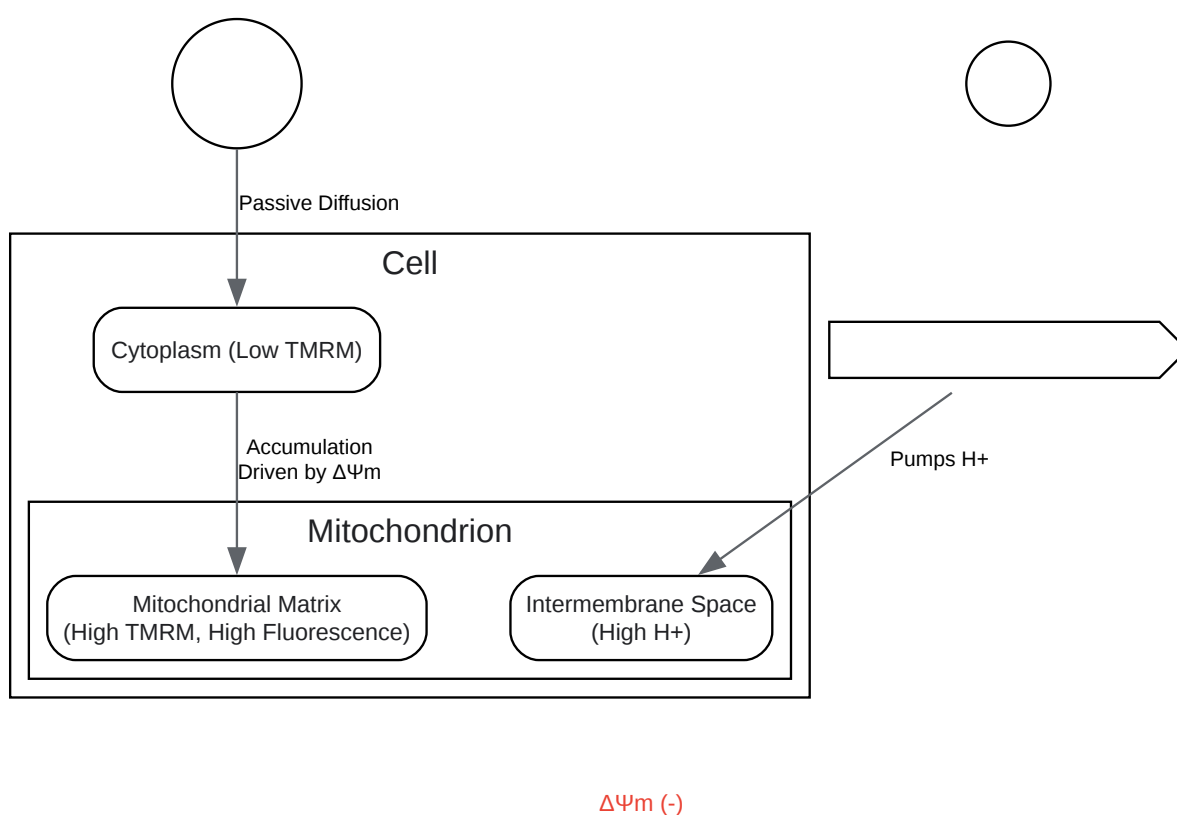 Passive Diffusion
Cell
Cytoplasm (Low TMRM)
Accumulation
Driven by ΔΨm
Pumps H+
Mitochondrion
Mitochondrial Matrix
(High TMRM, High Fluorescence)
Intermembrane Space
(High H+)
ΔΨm (-)